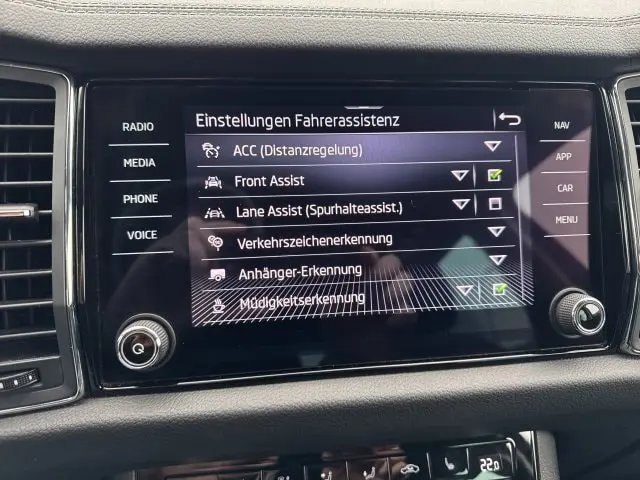 Einstellungen Fahrerassistenz
RADIO
MEDIA
PHONE
VOICE
ACC (Distanzregelung)
Front Assist
Lane Assist (Spurhalteassist.)
Verkehrszeichenerkennung
Anhänger-Erkennung
Müdigkeitserkennung
NAV
APP
CAR
MENU
22.0